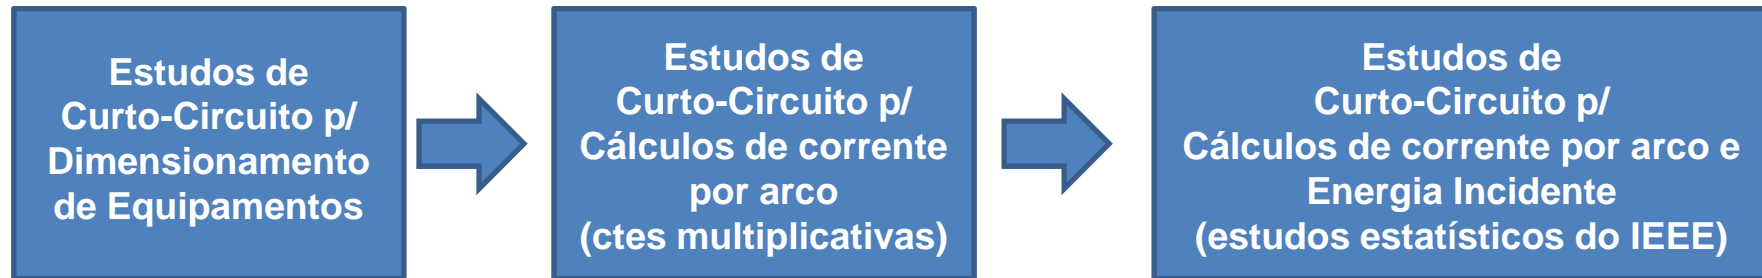 Estudos de
Curto-Circuito p/
Dimensionamento
de Equipamentos
Estudos de
Curto-Circuito p/
Cálculos de corrente
por arco
(ctes multiplicativas)
Estudos de
Curto-Circuito p/
Cálculos de corrente por arco e
Energia Incidente
(estudos estatísticos do IEEE)